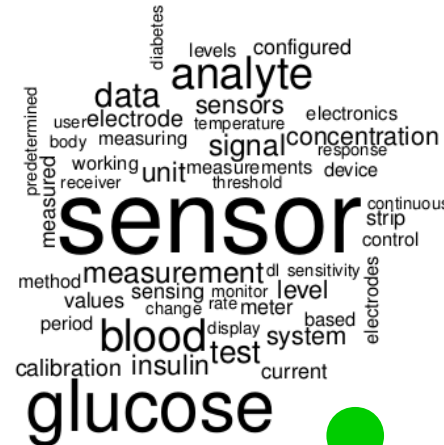 diabetes
levels configured
analyte
predetermined
data sensors
user electrode temperature electronics
body measuring signal concentration
response
measured
working unit measurements device
receiver threshold
sensor
continuous
strip
control
method measurement dl sensitivity
values sensing monitor level
change rate meter
electrodes
period blood display based
test system
calibration insulin current
glucose